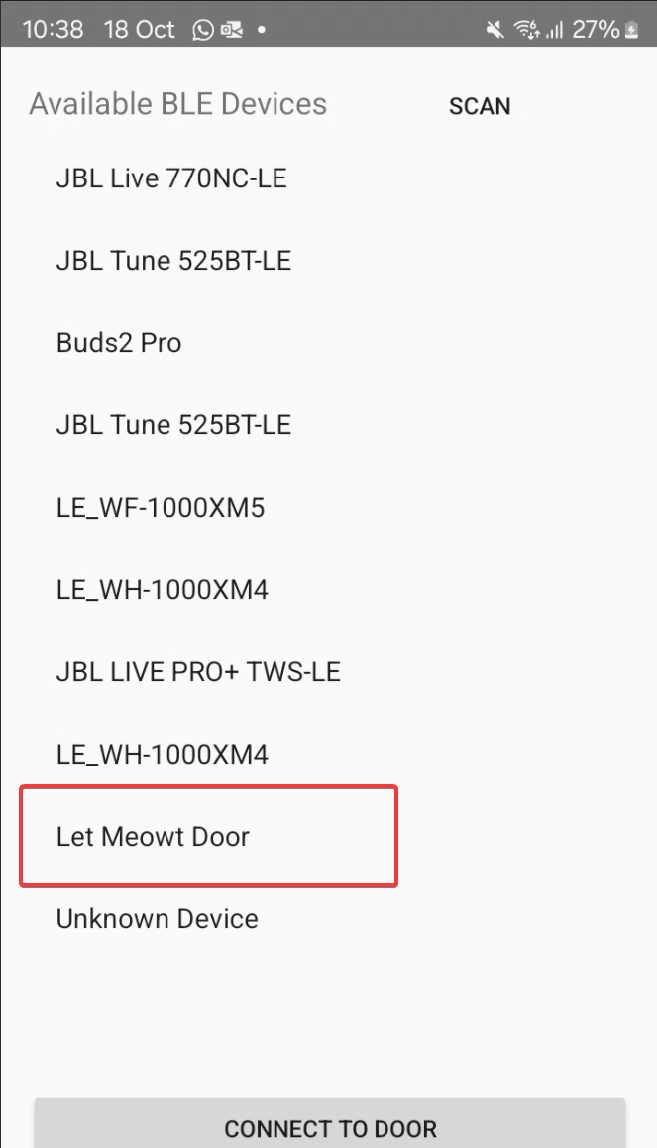 10:38 18 Oct 27%
Available BLE Devices SCAN
JBL Live 770NC-LE
JBL Tune 525BT-LE
Buds2 Pro
JBL Tune 525BT-LE
LE_WF-1000XM5
LE_WH-1000XM4
JBL LIVE PRO+ TWS-LE
LE_WH-1000XM4
Let Meowt Door
Unknown Device
CONNECT TO DOOR